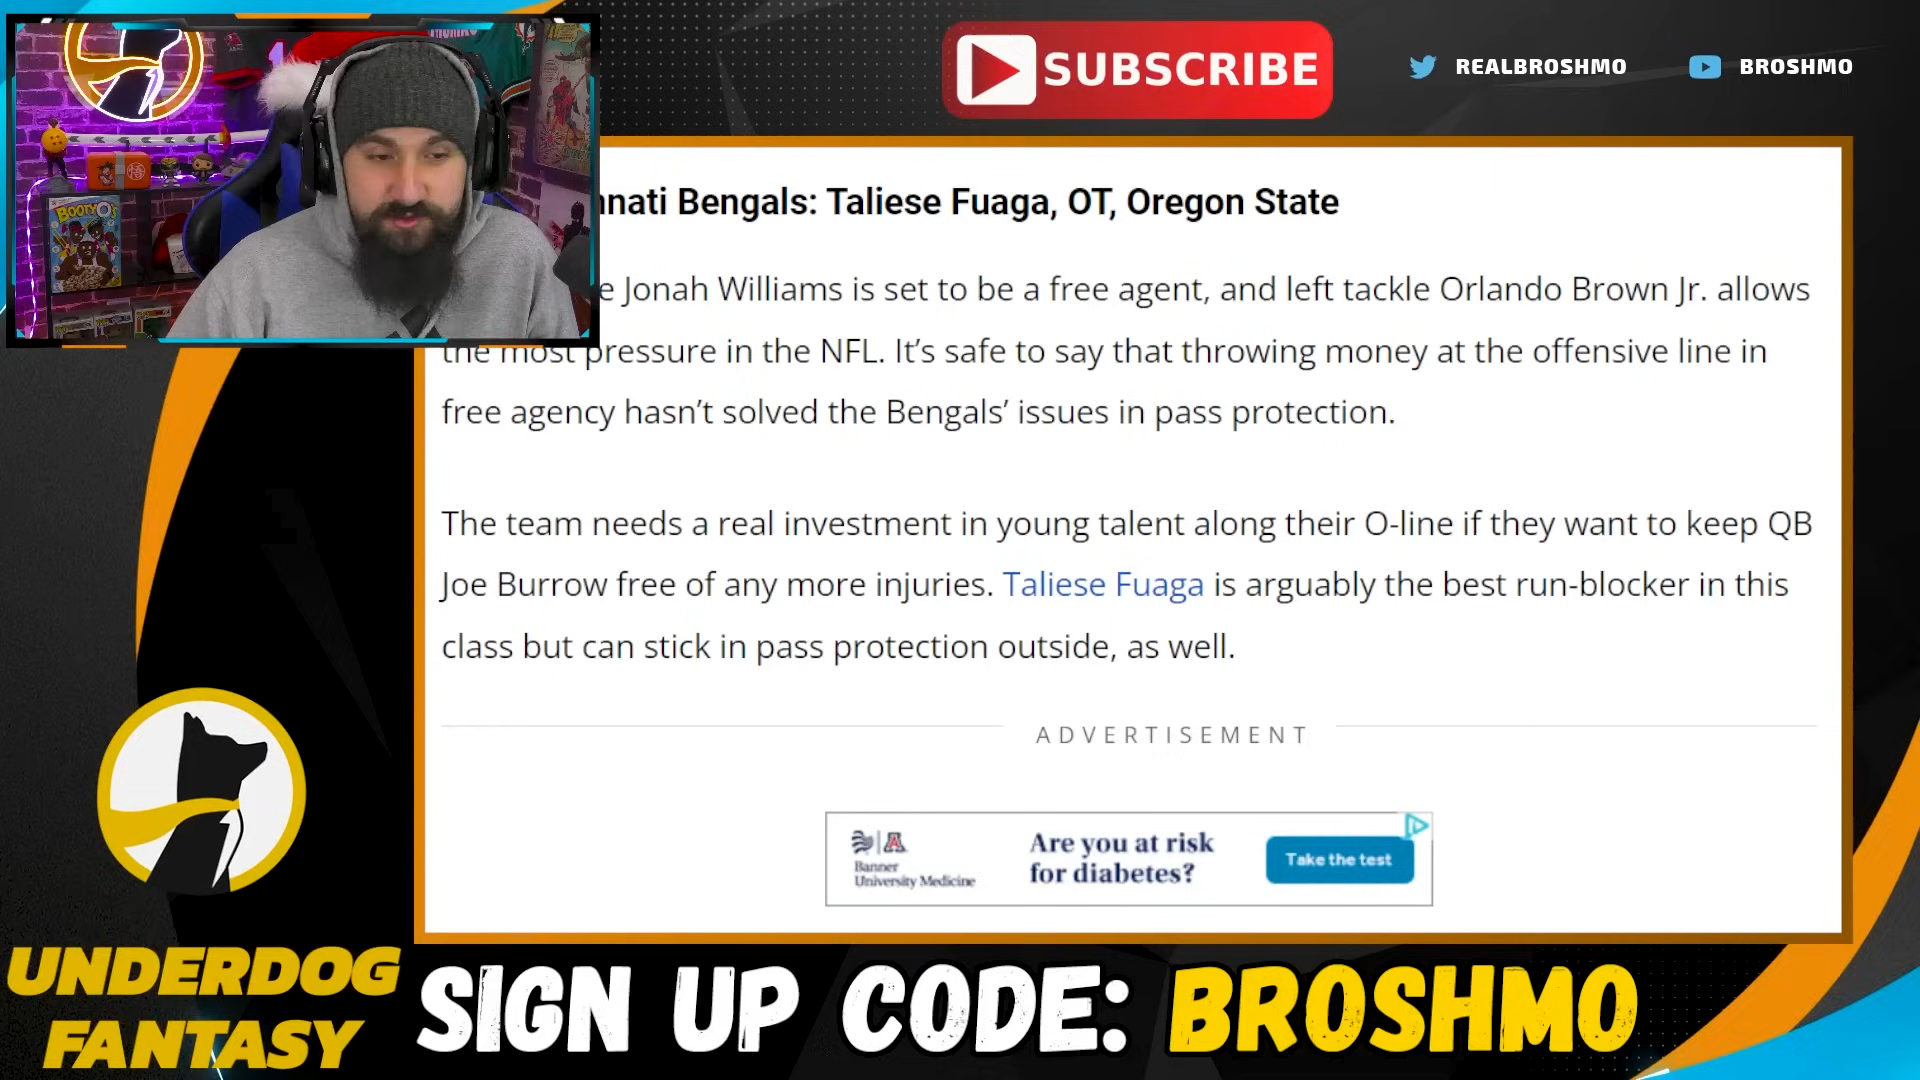 SUBSCRIBE
REALBROSHMO
BROSHMO
BOOTYO's
nnati Bengals: Taliese Fuaga, OT, Oregon State
e Jonah Williams is set to be a free agent, and left tackle Orlando Brown Jr. allows
the most pressure in the NFL. It’s safe to say that throwing money at the offensive line in
free agency hasn’t solved the Bengals’ issues in pass protection.
The team needs a real investment in young talent along their O-line if they want to keep QB
Joe Burrow free of any more injuries. Taliese Fuaga is arguably the best run-blocker in this
class but can stick in pass protection outside, as well.
ADVERTISEMENT
A
Banner
University Medicine
Are you at risk
for diabetes?
Take the test
UNDERDOG
FANTASY
SIGN UP CODE: BROSHMO